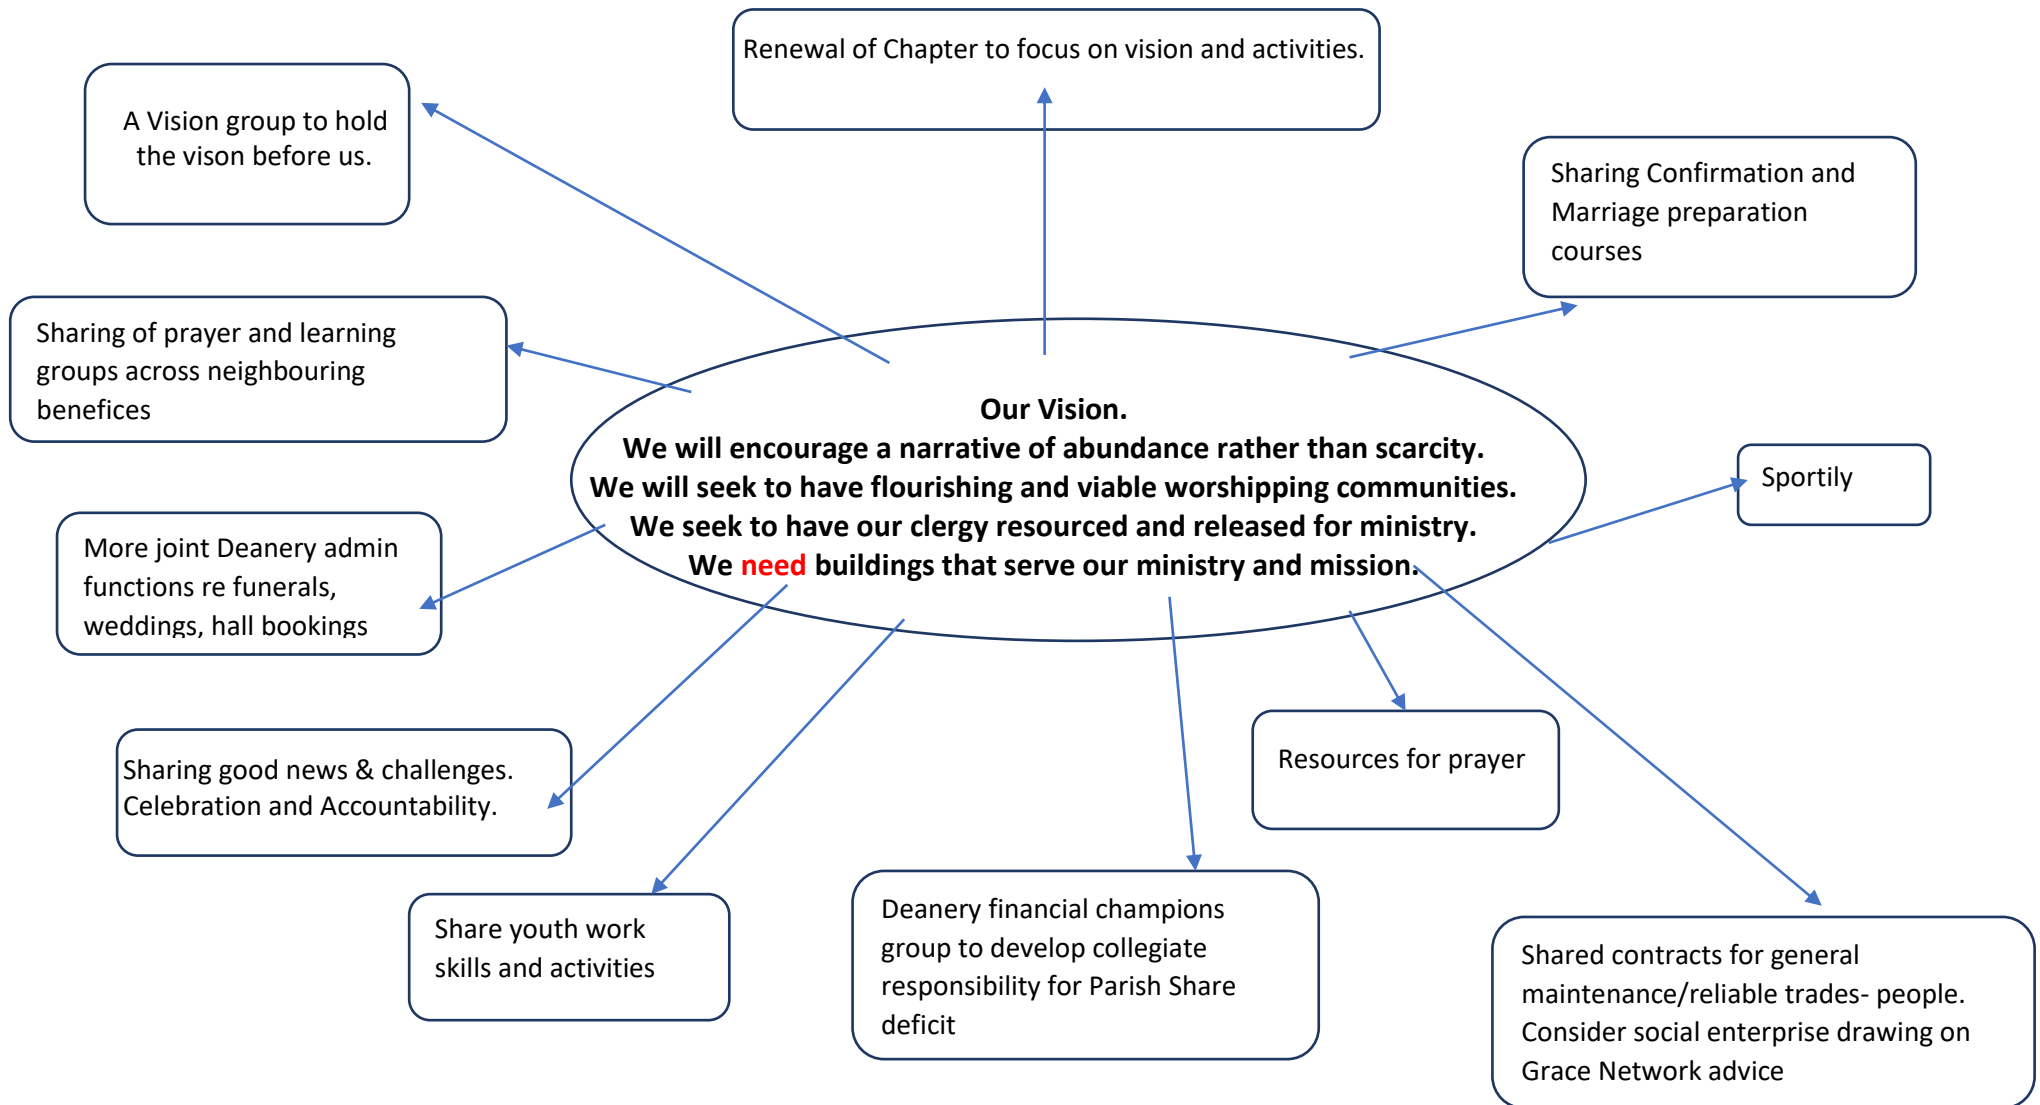 Renewal of Chapter to focus on vision and activities.
A Vision group to hold
the vison before us.
Sharing Confirmation and
Marriage preparation
courses
Sharing of prayer and learning
groups across neighbouring
benefices
Our Vision.
We will encourage a narrative of abundance rather than scarcity.
We will seek to have flourishing and viable worshipping communities.
We seek to have our clergy resourced and released for ministry.
We need buildings that serve our ministry and mission.
Sportily
More joint Deanery admin
functions re funerals,
weddings, hall bookings
Sharing good news & challenges.
Celebration and Accountability.
Resources for prayer
Share youth work
skills and activities
Deanery financial champions
group to develop collegiate
responsibility for Parish Share
deficit
Shared contracts for general
maintenance/reliable trades- people.
Consider social enterprise drawing on
Grace Network advice